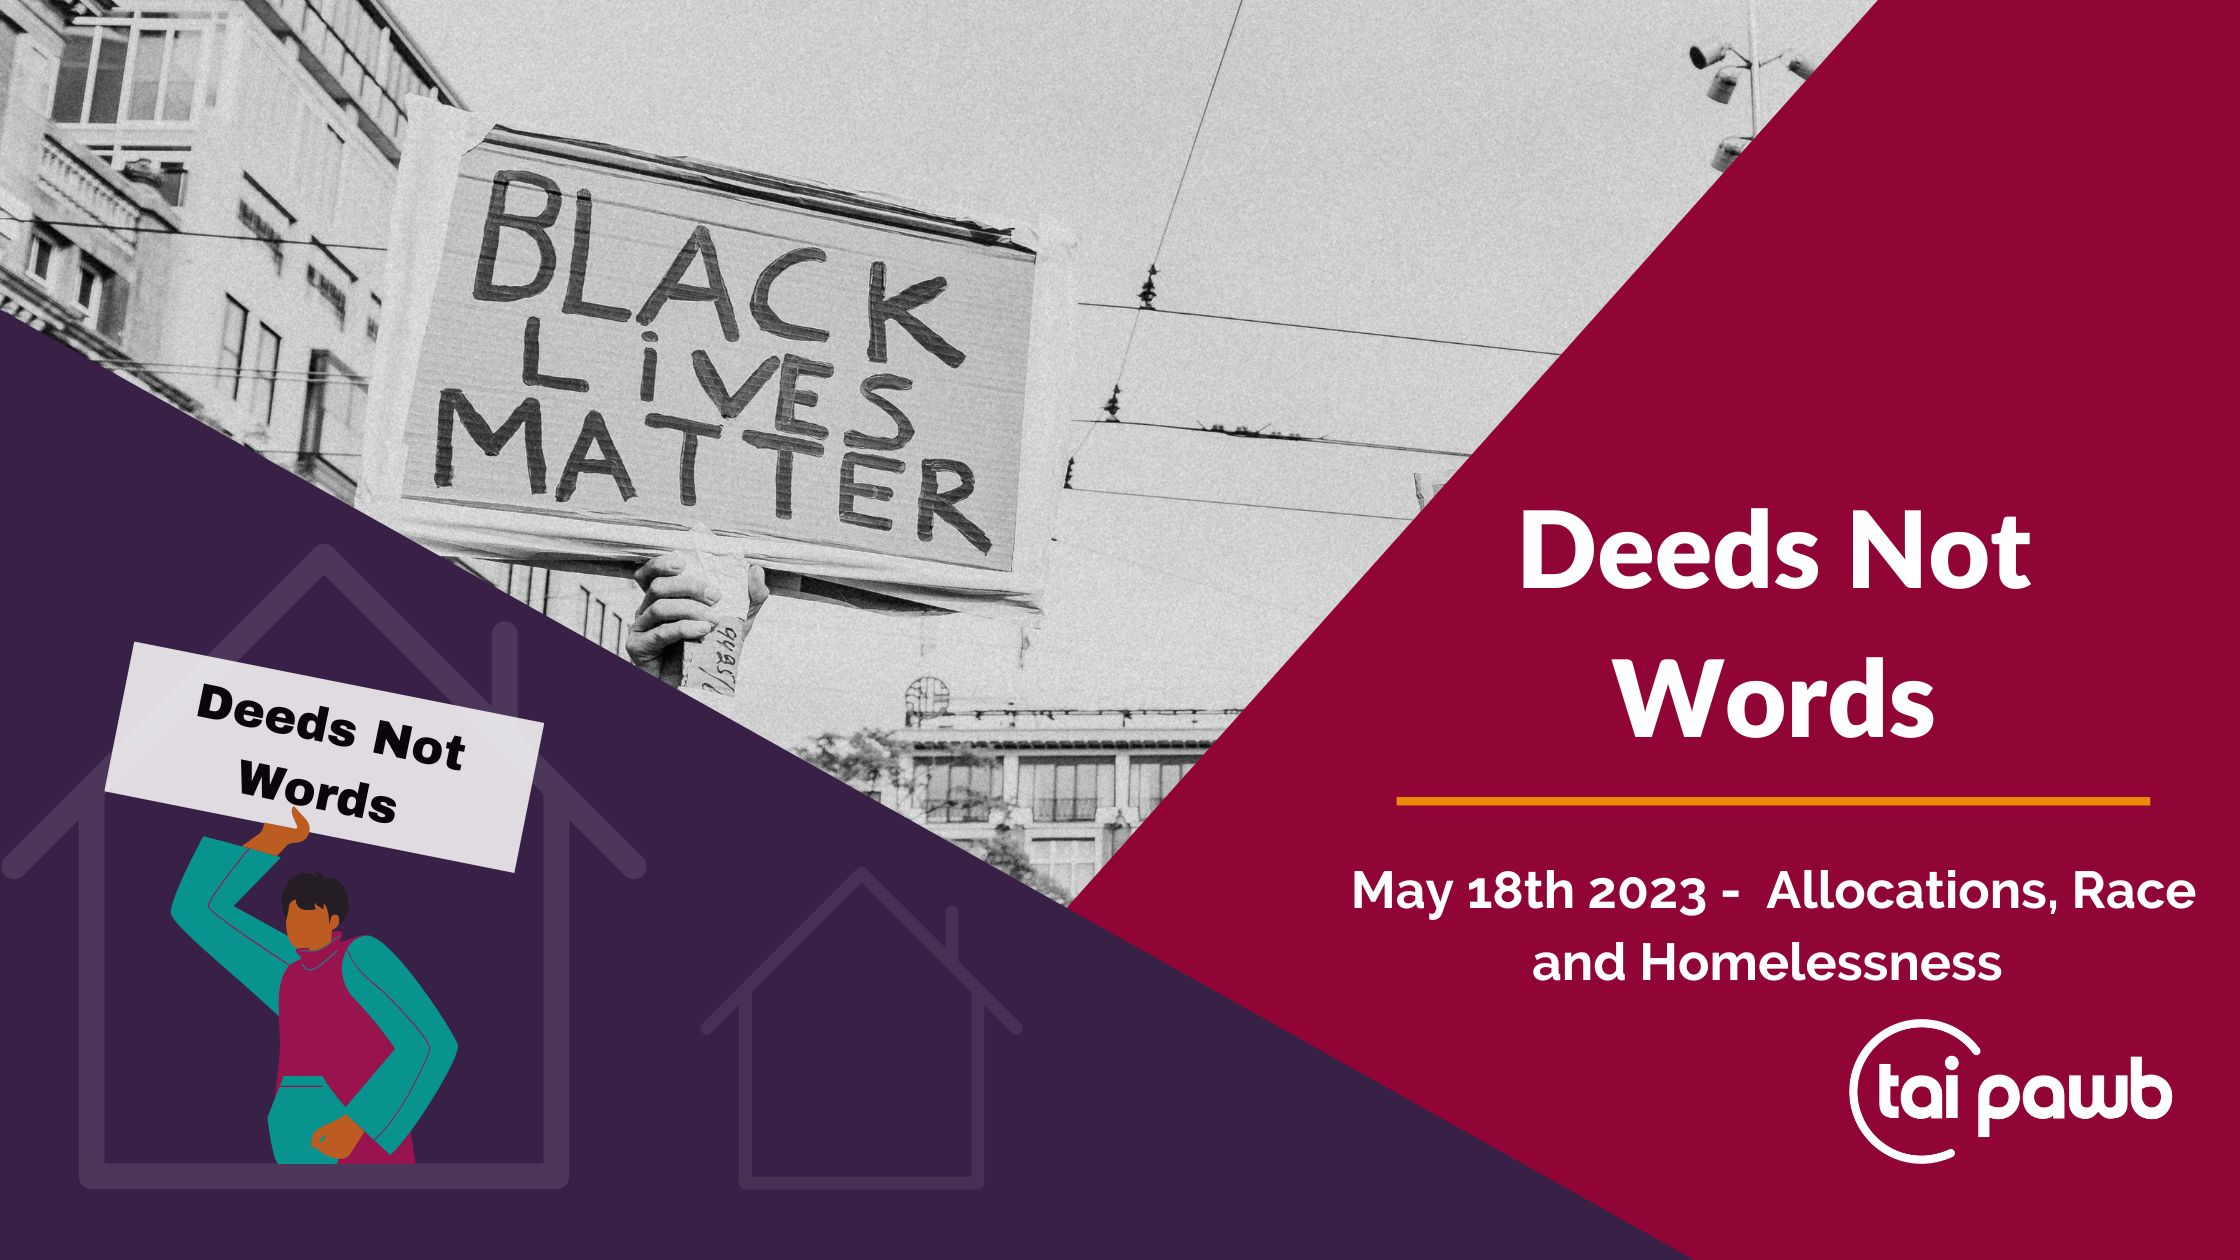 BLACK
LiVES
MATTER
Deeds Not
Words
Deeds Not
Words
May 18th 2023 - Allocations, Race
and Homelessness
tai pawb